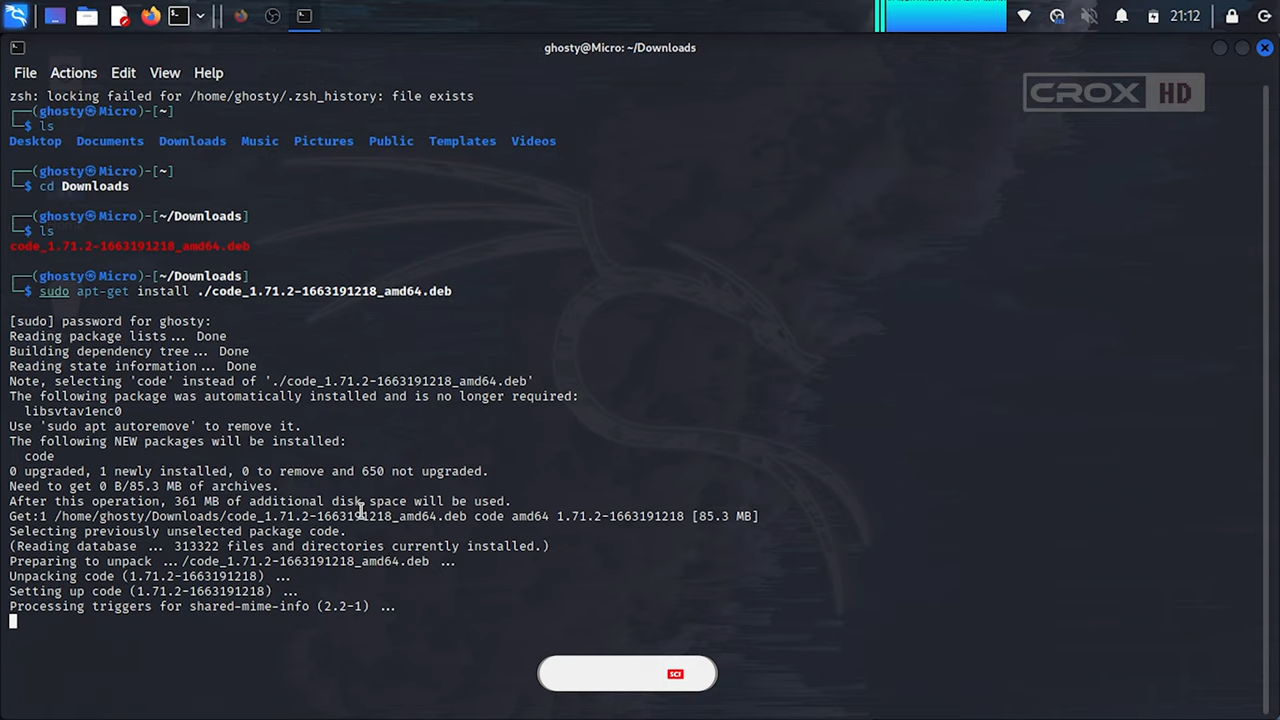 21:12
ghosty@Micro: ~/Downloads
File Actions Edit View Help
CROX HD
zsh: locking failed for /home/ghosty/.zsh_history: file exists
┌──(ghosty㉿Micro)-[~]
└─$ ls
Desktop Documents Downloads Music Pictures Public Templates Videos
┌──(ghosty㉿Micro)-[~]
└─$ cd Downloads
┌──(ghosty㉿Micro)-[~/Downloads]
└─$ ls
code_1.71.2-1663191218_amd64.deb
┌──(ghosty㉿Micro)-[~/Downloads]
└─$ sudo apt-get install ./code_1.71.2-1663191218_amd64.deb
[sudo] password for ghosty:
Reading package lists... Done
Building dependency tree... Done
Reading state information... Done
Note, selecting 'code' instead of './code_1.71.2-1663191218_amd64.deb'
The following package was automatically installed and is no longer required:
libsvtav1enc0
Use 'sudo apt autoremove' to remove it.
The following NEW packages will be installed:
code
0 upgraded, 1 newly installed, 0 to remove and 650 not upgraded.
Need to get 0 B/85.3 MB of archives.
After this operation, 361 MB of additional disk space will be used.
Get:1 /home/ghosty/Downloads/code_1.71.2-1663191218_amd64.deb code amd64 1.71.2-1663191218 [85.3 MB]
Selecting previously unselected package code.
(Reading database ... 313322 files and directories currently installed.)
Preparing to unpack .../code_1.71.2-1663191218_amd64.deb ...
Unpacking code (1.71.2-1663191218) ...
Setting up code (1.71.2-1663191218) ...
Processing triggers for shared-mime-info (2.2-1) ...